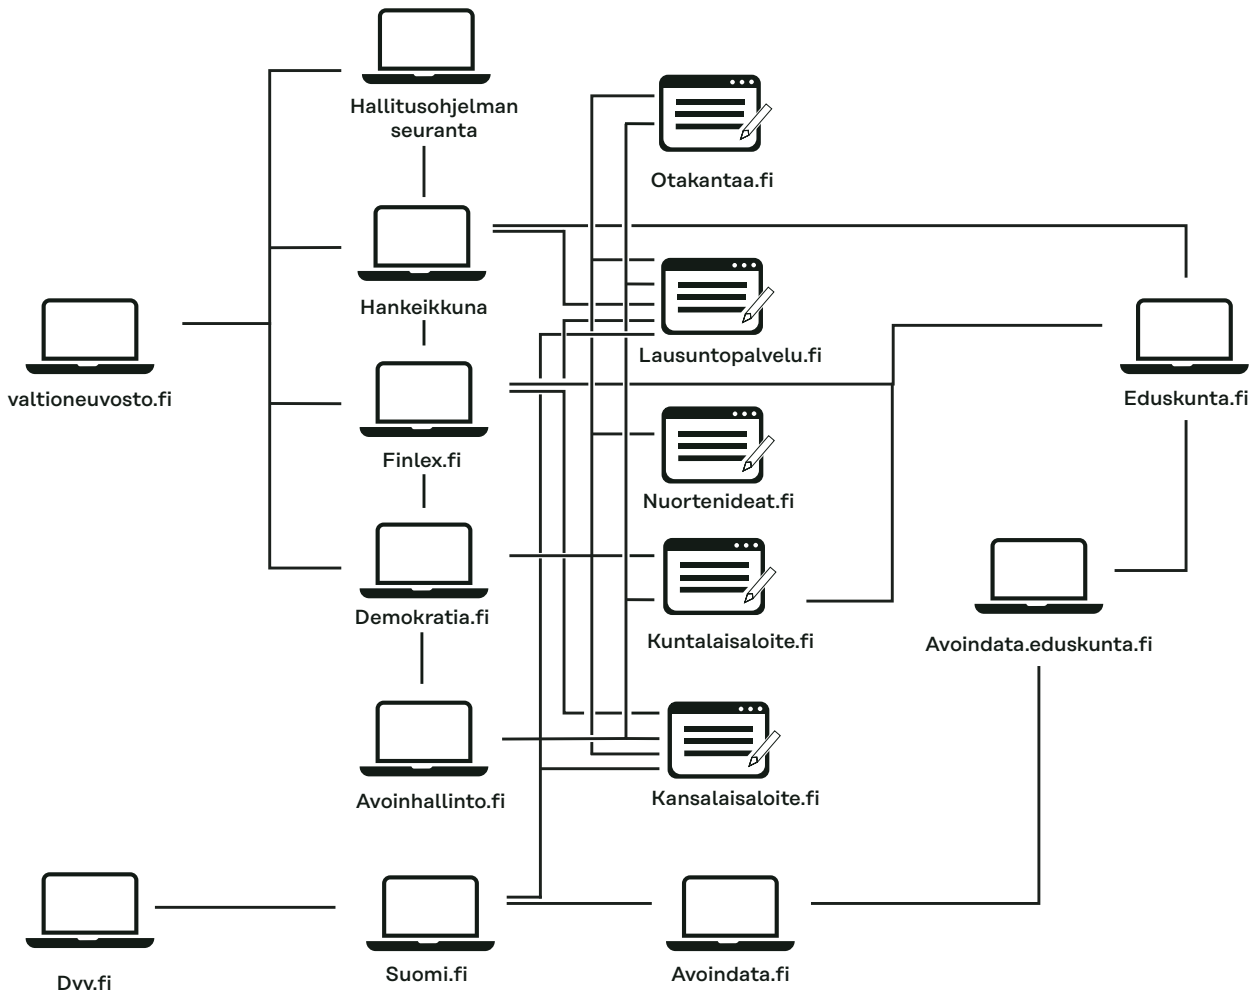 Hallitusohjelman
seuranta
Otakantaa.fi
Hankeikkuna
Lausuntopalvelu.fi
valtioneuvosto.fi
Eduskunta.fi
Finlex.fi
Nuortenideat.fi
Demokratia.fi
Kuntalaisaloite.fi
Avoindata.eduskunta.fi
Avoinhallinto.fi
Kansalaisaloite.fi
Dvv.fi
Suomi.fi
Avoindata.fi